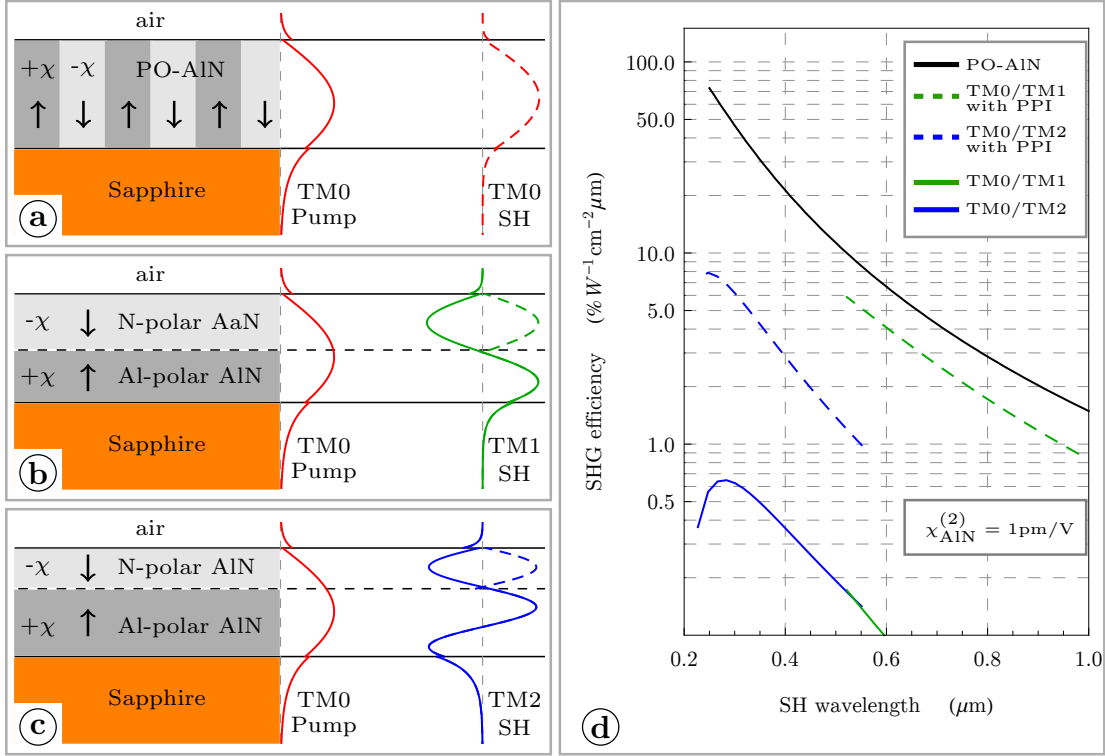 air
+χ -χ PO-AlN
↑ ↓ ↑ ↓ ↑ ↓
Sapphire
TM0
Pump
TM0
SH
a
air
-χ ↓ N-polar AaN
+χ ↑ Al-polar AlN
Sapphire
TM0
Pump
TM1
SH
b
air
-χ ↓ N-polar AlN
+χ ↑ Al-polar AlN
Sapphire
TM0
Pump
TM2
SH
c
SHG efficiency (% W⁻¹cm⁻²μm)
100.0
50.0
10.0
5.0
1.0
0.5
PO-AlN
TM0/TM1
with PPI
TM0/TM2
with PPI
TM0/TM1
TM0/TM2
χ⁽²⁾_AlN = 1pm/V
0.2 0.4 0.6 0.8 1.0
SH wavelength (μm)
d